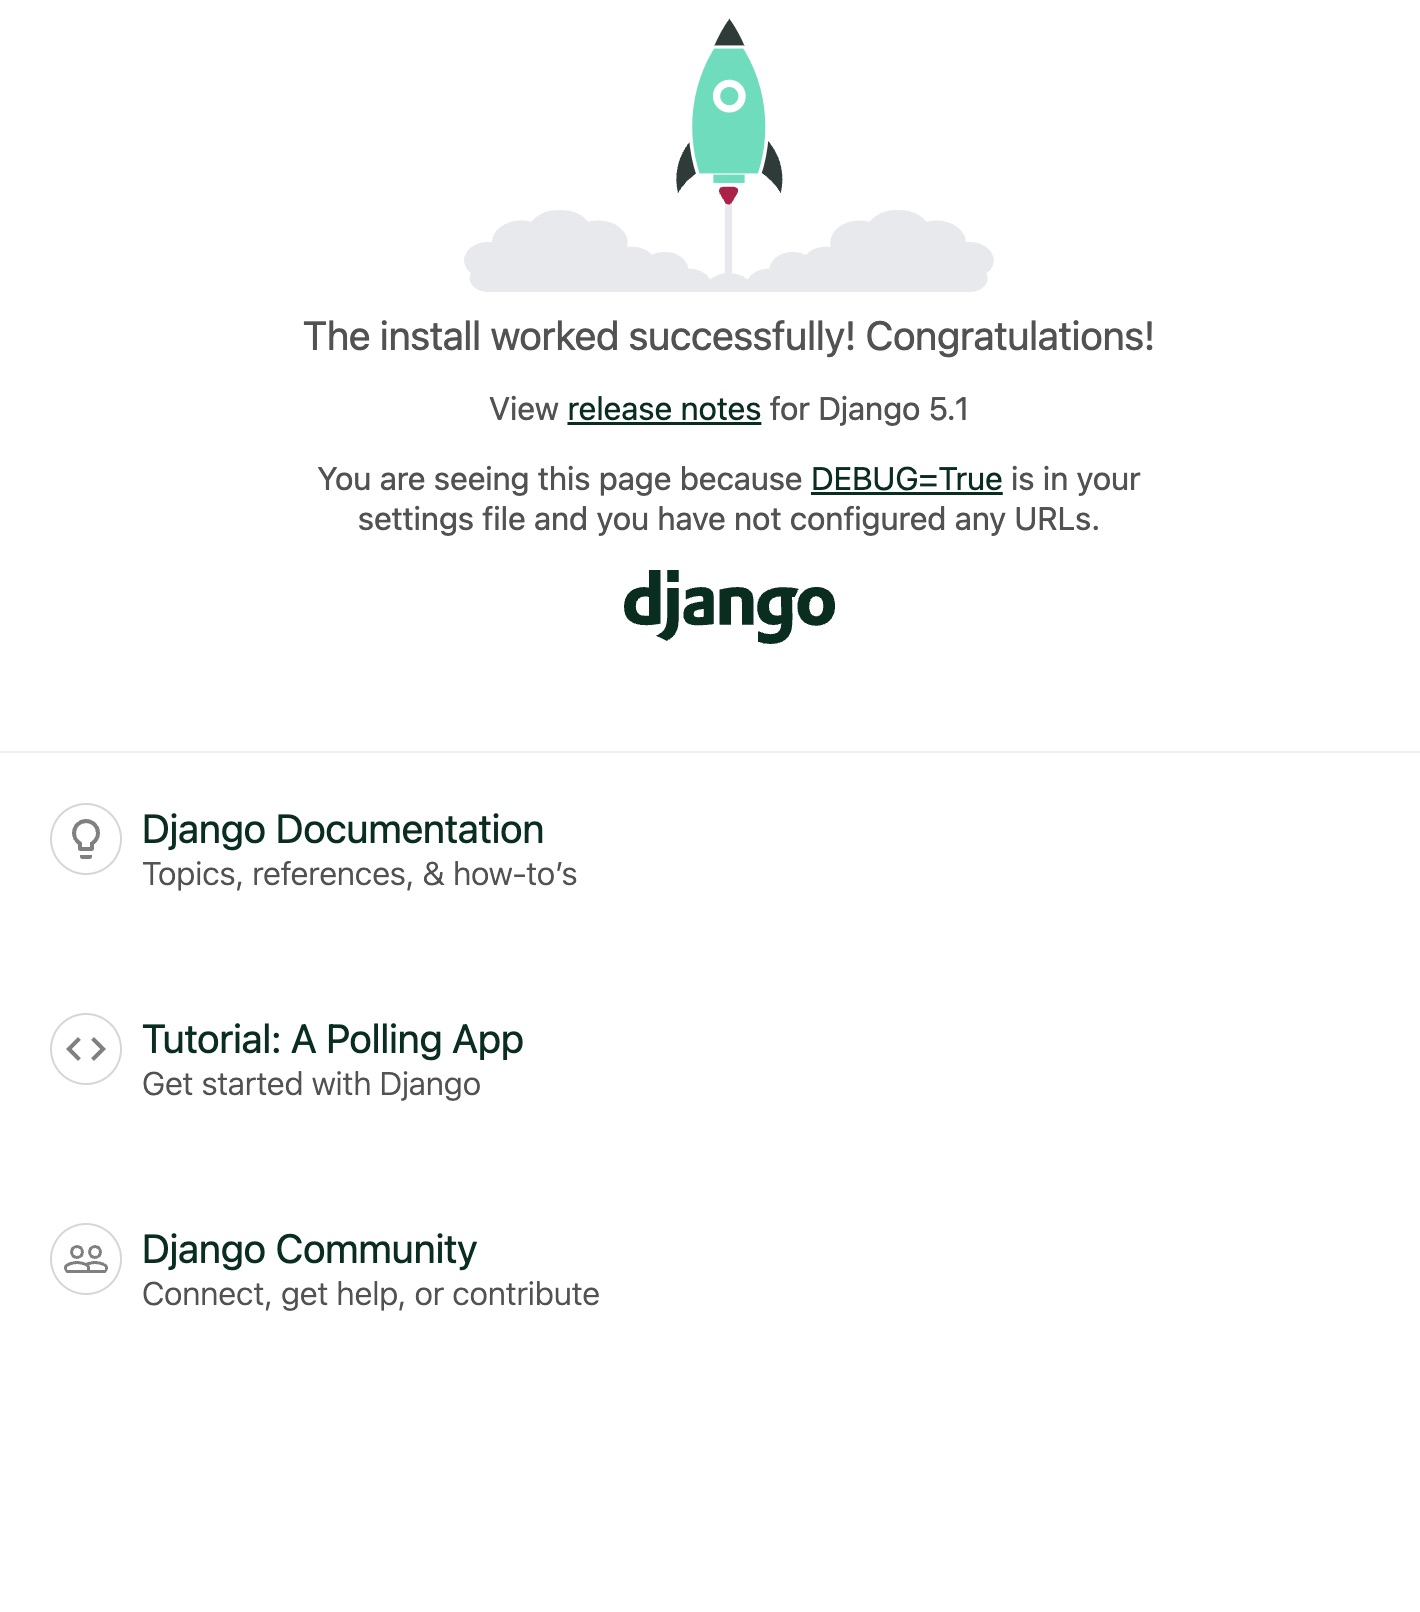 The install worked successfully! Congratulations!
View release notes for Django 5.1
You are seeing this page because DEBUG=True is in your
settings file and you have not configured any URLs.
django
Django Documentation
Topics, references, & how-to’s
Tutorial: A Polling App
Get started with Django
Django Community
Connect, get help, or contribute